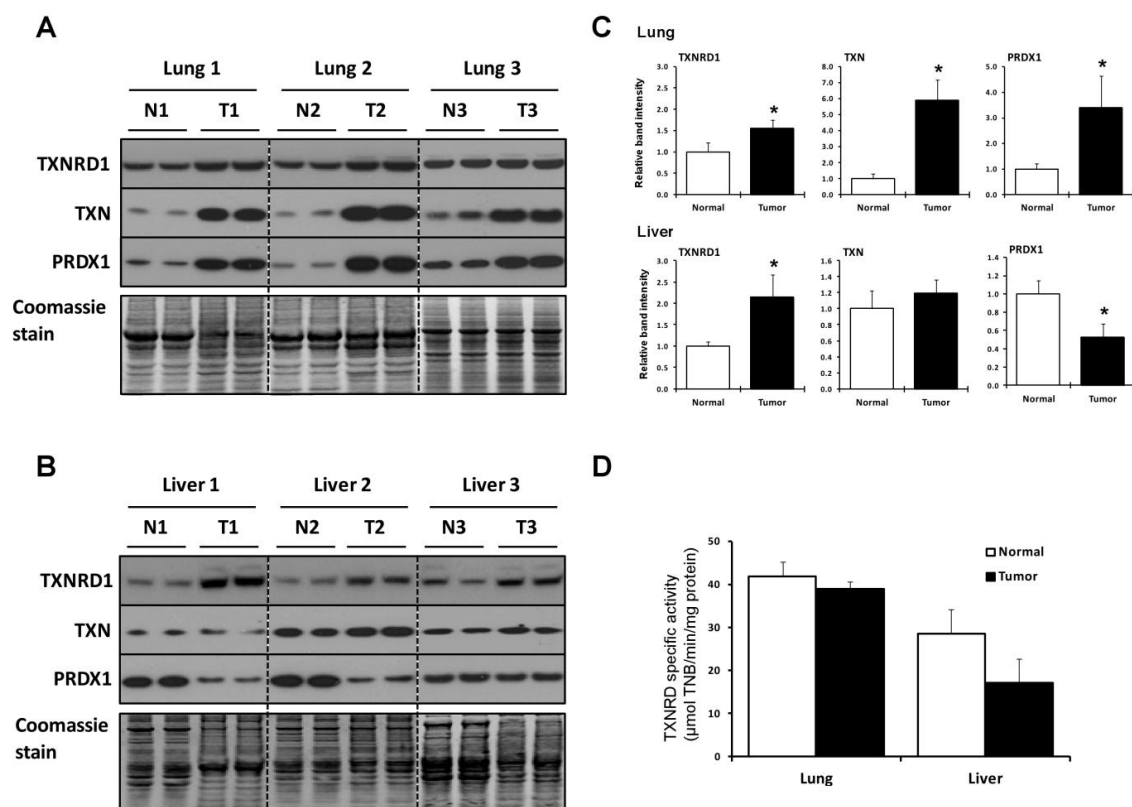 A
Lung 1 Lung 2 Lung 3
N1 T1 N2 T2 N3 T3
TXNRD1
TXN
PRDX1
Coomassie
stain
B
Liver 1 Liver 2 Liver 3
N1 T1 N2 T2 N3 T3
TXNRD1
TXN
PRDX1
Coomassie
stain
C
Lung
TXNRD1
Relative band intensity
2.5
2.0
1.5
1.0
0.5
0.0
*
Normal Tumor
TXN
8.0
7.0
6.0
5.0
4.0
3.0
2.0
1.0
0.0
*
Normal Tumor
PRDX1
5.0
4.0
3.0
2.0
1.0
0.0
*
Normal Tumor
Liver
TXNRD1
Relative band intensity
3.0
2.5
2.0
1.5
1.0
0.5
0.0
*
Normal Tumor
TXN
1.6
1.4
1.2
1.0
0.8
0.6
0.4
0.2
0.0
Normal Tumor
PRDX1
1.4
1.2
1.0
0.8
0.6
0.4
0.2
0.0
*
Normal Tumor
D
TXNRD specific activity
(μmol TNB/min/mg protein)
50
40
30
20
10
0
Normal
Tumor
Lung Liver